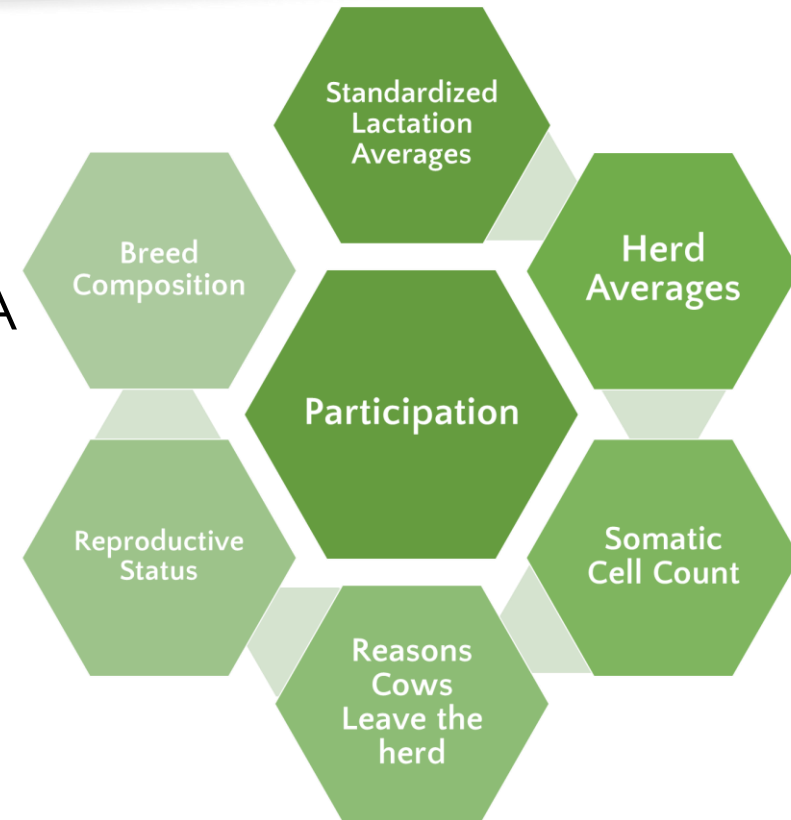 Standardized
Lactation
Averages
Herd
Averages
Somatic
Cell Count
Reasons
Cows
Leave the
herd
Reproductive
Status
Breed
Composition
Participation
A